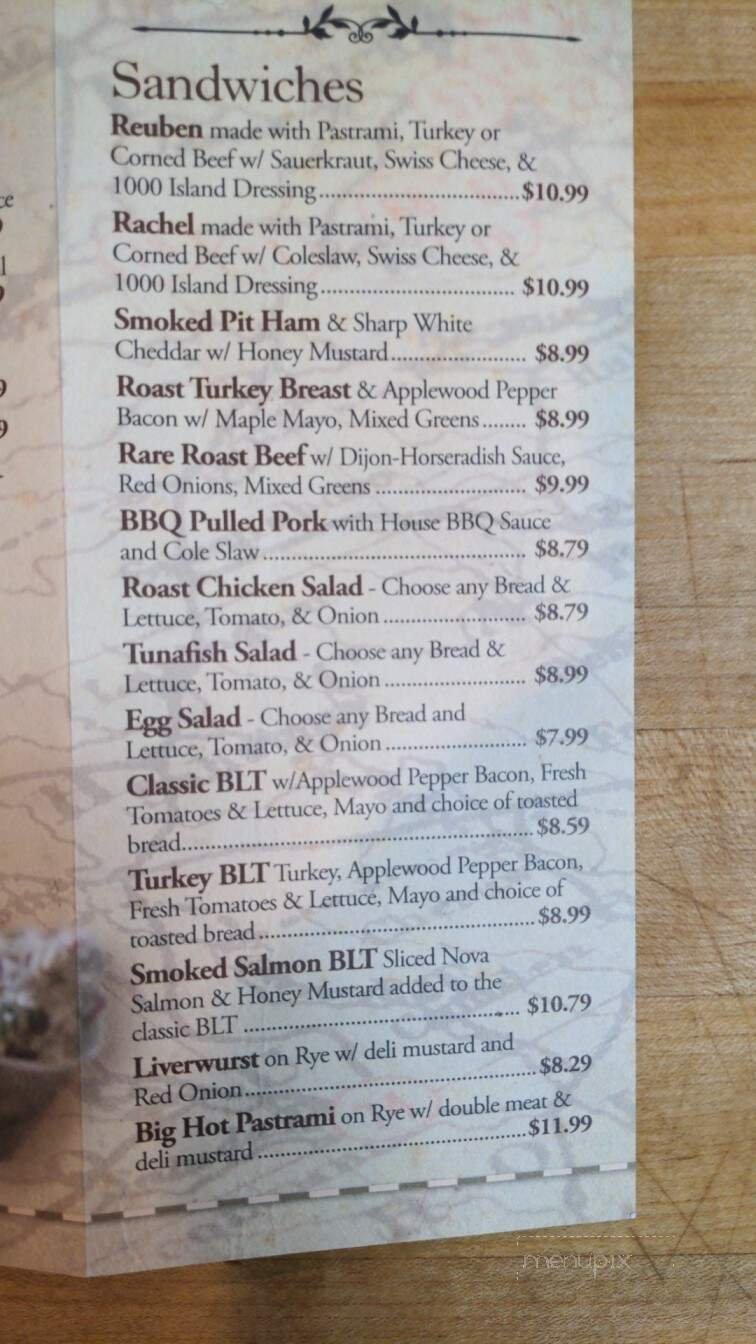 Sandwiches
Reuben made with Pastrami, Turkey or
Corned Beef w/ Sauerkraut, Swiss Cheese, &
1000 Island Dressing.................................$10.99
Rachel made with Pastrami, Turkey or
Corned Beef w/ Coleslaw, Swiss Cheese, &
1000 Island Dressing................................ $10.99
Smoked Pit Ham & Sharp White
Cheddar w/ Honey Mustard...................... $8.99
Roast Turkey Breast & Applewood Pepper
Bacon w/ Maple Mayo, Mixed Greens....... $8.99
Rare Roast Beef w/ Dijon-Horseradish Sauce,
Red Onions, Mixed Greens ......................... $9.99
BBQ Pulled Pork with House BBQ Sauce
and Cole Slaw........................................... $8.79
Roast Chicken Salad - Choose any Bread &
Lettuce, Tomato, & Onion ....................... $8.79
Tunafish Salad - Choose any Bread &
Lettuce, Tomato, & Onion ....................... $8.99
Egg Salad - Choose any Bread and
Lettuce, Tomato, & Onion ....................... $7.99
Classic BLT w/Applewood Pepper Bacon, Fresh
Tomatoes & Lettuce, Mayo and choice of toasted
bread.........................................................$8.59
Turkey BLT Turkey, Applewood Pepper Bacon,
Fresh Tomatoes & Lettuce, Mayo and choice of
toasted bread ............................................. $8.99
Smoked Salmon BLT Sliced Nova
Salmon & Honey Mustard added to the
classic BLT ............................................. $10.79
Liverwurst on Rye w/ deli mustard and
Red Onion................................................$8.29
Big Hot Pastrami on Rye w/ double meat &
deli mustard ............................................$11.99
menupix